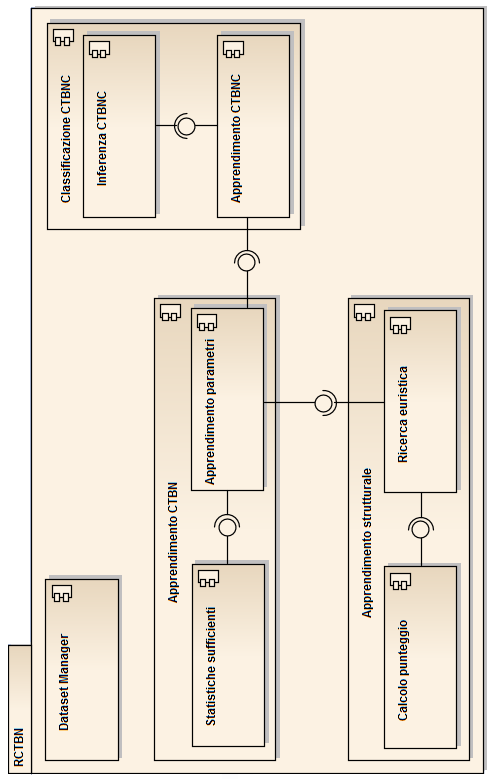 RCTBN
Dataset Manager
Apprendimento CTBN
Statistiche sufficienti
Apprendimento parametri
Classificazione CTBNC
Inferenza CTBNC
Apprendimento CTBNC
Apprendimento strutturale
Calcolo punteggio
Ricerca euristica